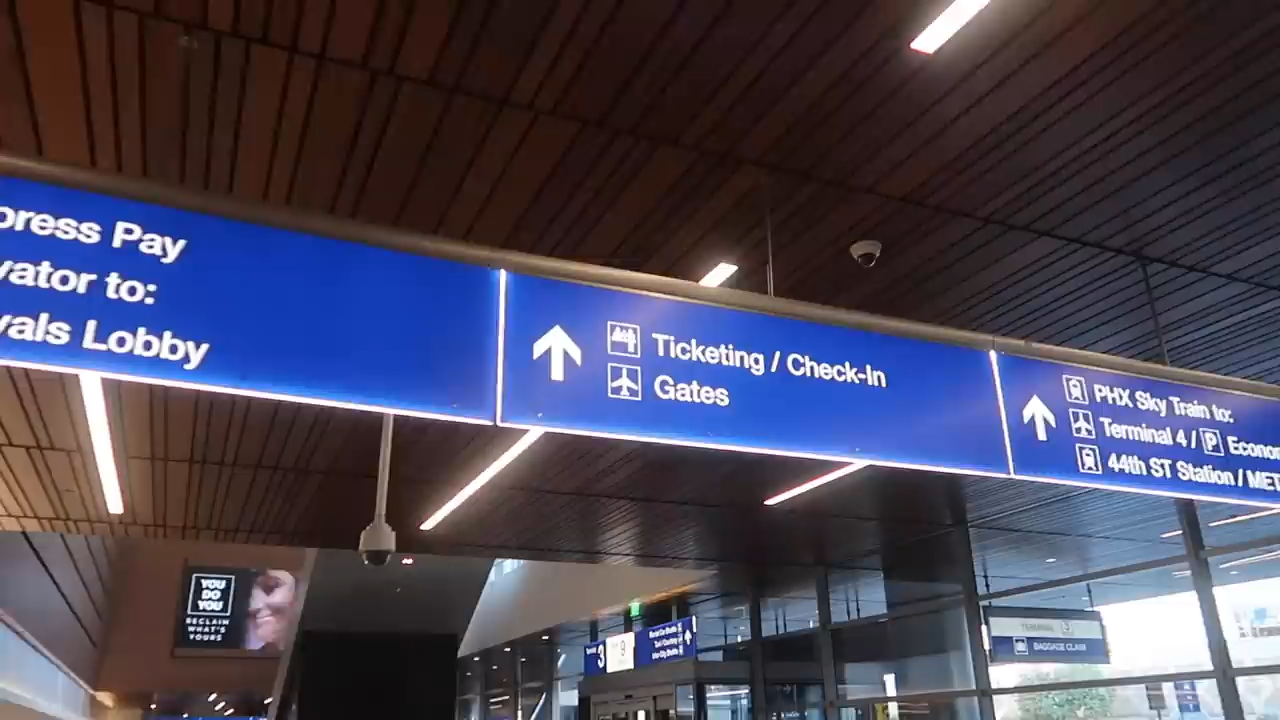 press Pay
vator to:
vals Lobby
Ticketing / Check-In
Gates
PHX Sky Train to:
Terminal 4 / P Econo
44th ST Station / MET
YOU
DO
YOU
RECLAIM
WHAT'S
YOURS
3
9
TERMINAL 3
BAGGAGE CLAIM